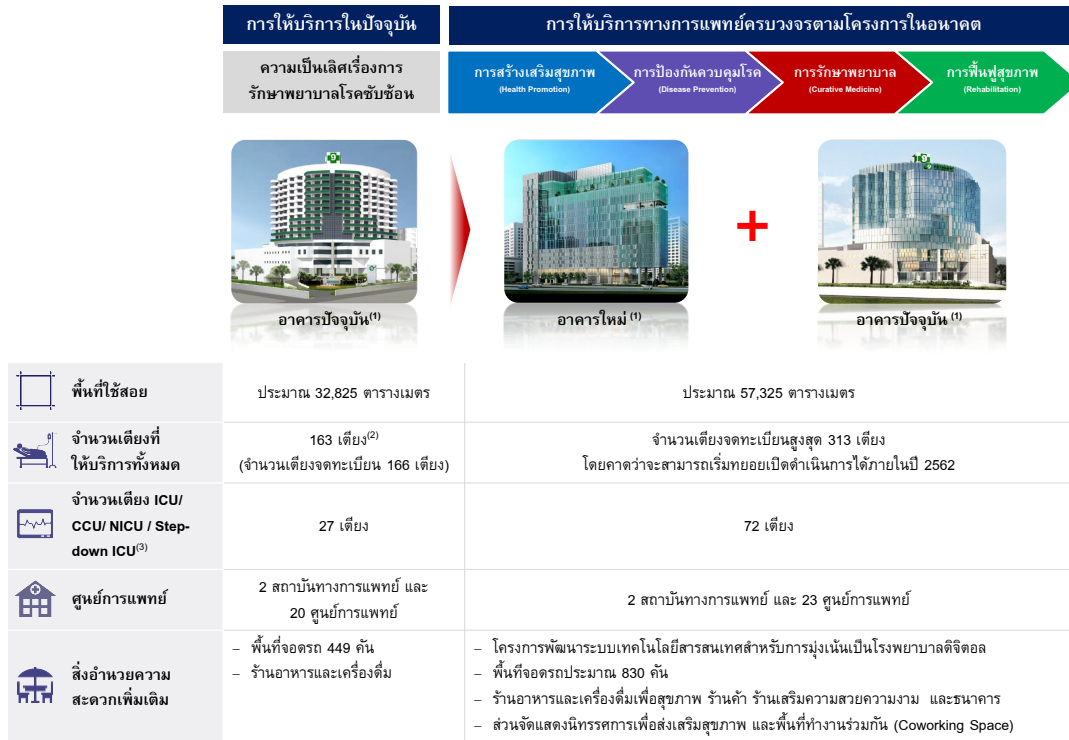 การให้บริการในปัจจุบัน
การให้บริการทางการแพทย์ครบวงจรตามโครงการในอนาคต
ความเป็นเลิศเรื่องการ
รักษาพยาบาลโรคซับซ้อน
การสร้างเสริมสุขภาพ
(Health Promotion)
การป้องกันควบคุมโรค
(Disease Prevention)
การรักษาพยาบาล
(Curative Medicine)
การฟื้นฟูสุขภาพ
(Rehabilitation)
อาคารปัจจุบัน(1)
+
อาคารใหม่ (1)
อาคารปัจจุบัน (1)
พื้นที่ใช้สอย
ประมาณ 32,825 ตารางเมตร
ประมาณ 57,325 ตารางเมตร
จำนวนเตียงที่
ให้บริการทั้งหมด
163 เตียง(2)
(จำนวนเตียงจดทะเบียน 166 เตียง)
จำนวนเตียงจดทะเบียนสูงสุด 313 เตียง
โดยคาดว่าจะสามารถเริ่มทยอยเปิดดำเนินการได้ภายในปี 2562
จำนวนเตียง ICU/
CCU/ NICU / Step-
down ICU(3)
27 เตียง
72 เตียง
ศูนย์การแพทย์
2 สถาบันทางการแพทย์ และ
20 ศูนย์การแพทย์
2 สถาบันทางการแพทย์ และ 23 ศูนย์การแพทย์
สิ่งอำนวยความ
สะดวกเพิ่มเติม
– พื้นที่จอดรถ 449 คัน
– ร้านอาหารและเครื่องดื่ม
– โครงการพัฒนาระบบเทคโนโลยีสารสนเทศสำหรับการมุ่งเน้นเป็นโรงพยาบาลดิจิตอล
– พื้นที่จอดรถประมาณ 830 คัน
– ร้านอาหารและเครื่องดื่มเพื่อสุขภาพ ร้านค้า ร้านเสริมความสวยความงาม และธนาคาร
– ส่วนจัดแสดงนิทรรศการเพื่อส่งเสริมสุขภาพ และพื้นที่ทำงานร่วมกัน (Coworking Space)